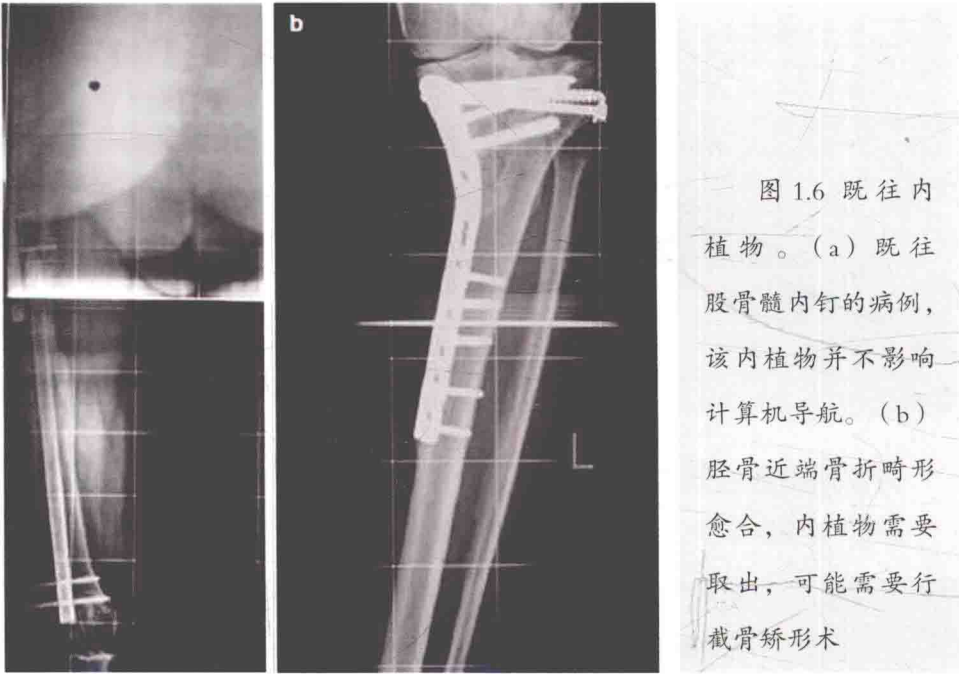 b
L
图 1.6 既往内
植物。（a）既往
股骨髓内钉的病例，
该内植物并不影响
计算机导航。（b）
胫骨近端骨折畸形
愈合，内植物需要
取出，可能需要行
截骨矫形术